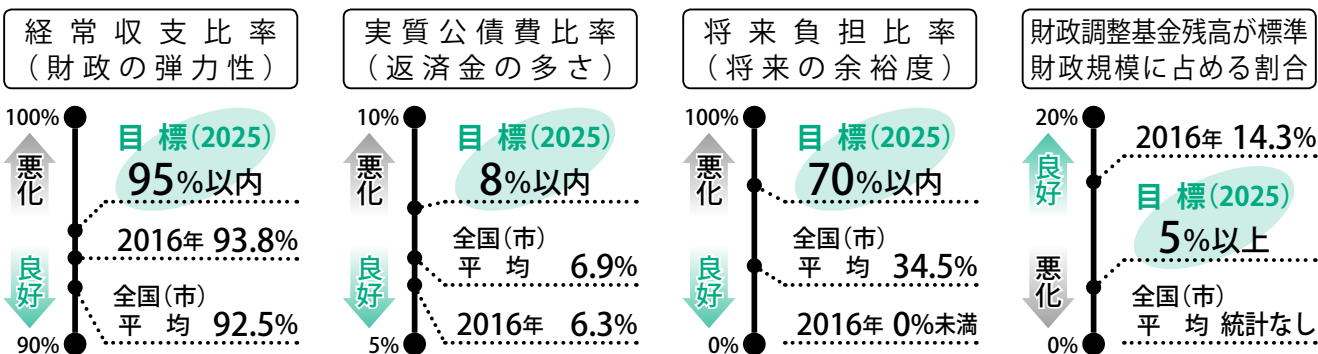 経常収支比率
(財政の弾力性)
100%
悪化
目 標(2025)
95%以内
2016年 93.8%
良好
全国(市)
平 均 92.5%
90%
実質公債費比率
(返済金の多さ)
10%
悪化
目 標(2025)
8%以内
全国(市)
平 均 6.9%
良好
2016年 6.3%
5%
将来負担比率
(将来の余裕度)
100%
悪化
目 標(2025)
70%以内
全国(市)
平 均 34.5%
良好
2016年 0%未満
0%
財政調整基金残高が標準
財政規模に占める割合
20%
2016年 14.3%
良好
目 標(2025)
5%以上
悪化
全国(市)
平 均 統計なし
0%